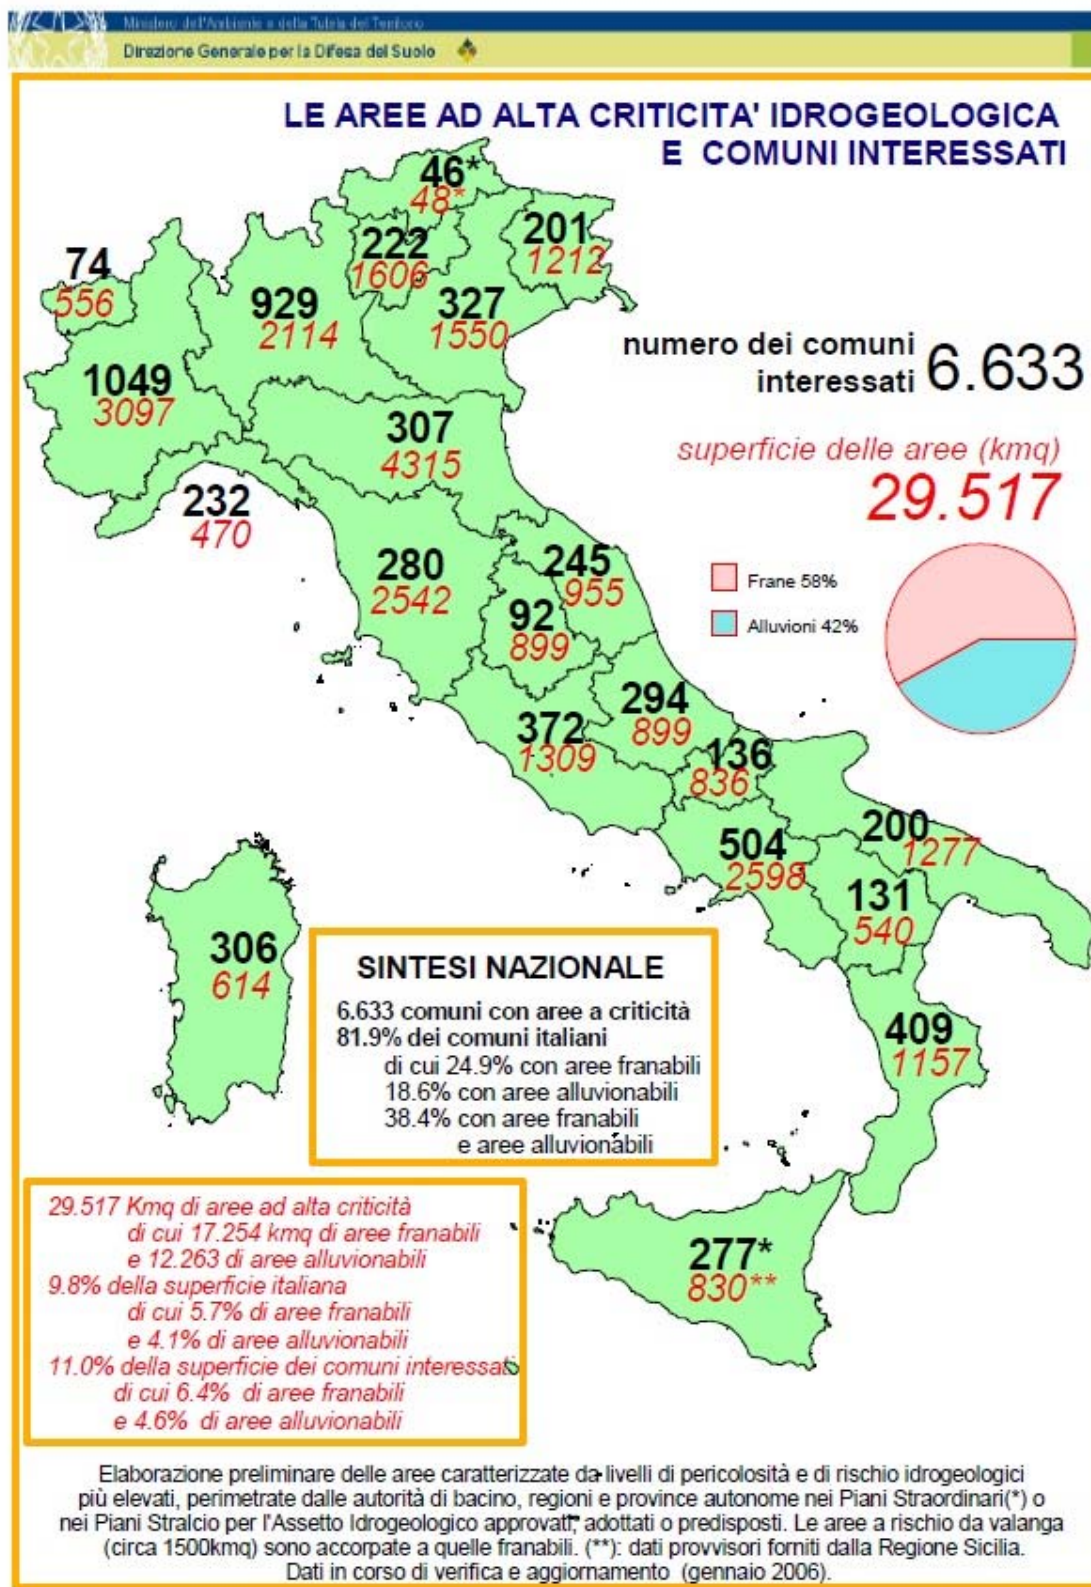 Ministero dell'Ambiente e della Tutela del Territorio
Direzione Generale per la Difesa del Suolo
LE AREE AD ALTA CRITICITA' IDROGEOLOGICA
E COMUNI INTERESSATI
46*
48*
222
1606
201
1212
74
556
929
2114
327
1550
numero dei comuni
interessati 6.633
1049
3097
307
4315
superficie delle aree (kmq)
29.517
232
470
280
2542
245
955
92
899
Frane 58%
Alluvioni 42%
294
899
372
1309
136
836
200
1277
504
2598
131
540
306
614
409
1157
SINTESI NAZIONALE
6.633 comuni con aree a criticità
81.9% dei comuni italiani
di cui 24.9% con aree franabili
18.6% con aree alluvionabili
38.4% con aree franabili
e aree alluvionabili
277*
830**
29.517 Kmq di aree ad alta criticità
di cui 17.254 kmq di aree franabili
e 12.263 di aree alluvionabili
9.8% della superficie italiana
di cui 5.7% di aree franabili
e 4.1% di aree alluvionabili
11.0% della superficie dei comuni interessati
di cui 6.4% di aree franabili
e 4.6% di aree alluvionabili
Elaborazione preliminare delle aree caratterizzate da livelli di pericolosità e di rischio idrogeologici
più elevati, perimetrate dalle autorità di bacino, regioni e province autonome nei Piani Straordinari(*) o
nei Piani Stralcio per l'Assetto Idrogeologico approvati, adottati o predisposti. Le aree a rischio da valanga
(circa 1500kmq) sono accorpate a quelle franabili. (**): dati provvisori forniti dalla Regione Sicilia.
Dati in corso di verifica e aggiornamento (gennaio 2006).